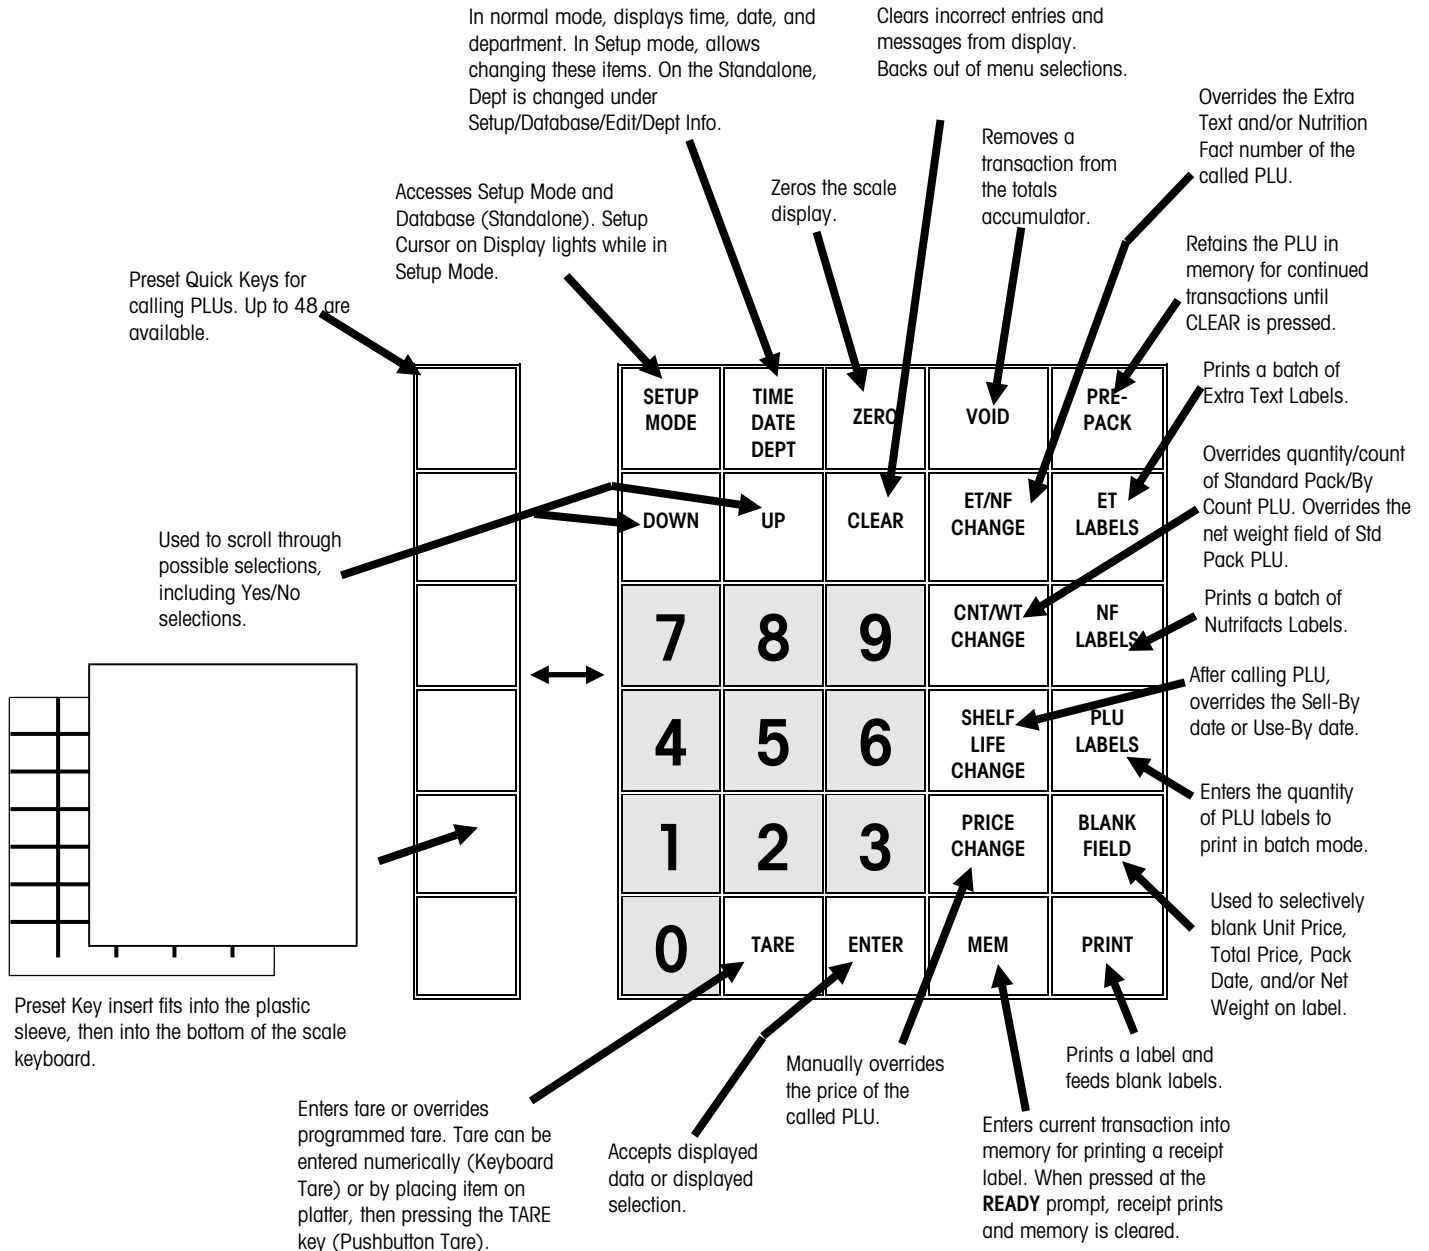 In normal mode, displays time, date, and
department. In Setup mode, allows
changing these items. On the Standalone,
Dept is changed under
Setup/Database/Edit/Dept Info.
Clears incorrect entries and
messages from display.
Backs out of menu selections.
Overrides the Extra
Text and/or Nutrition
Fact number of the
called PLU.
Removes a
transaction from
the totals
accumulator.
Zeros the scale
display.
Accesses Setup Mode and
Database (Standalone). Setup
Cursor on Display lights while in
Setup Mode.
Retains the PLU in
memory for continued
transactions until
CLEAR is pressed.
Preset Quick Keys for
calling PLUs. Up to 48 are
available.
Prints a batch of
Extra Text Labels.
SETUP
MODE
TIME
DATE
DEPT
ZERO
VOID
PRE-
PACK
Overrides quantity/count
of Standard Pack/By
Count PLU. Overrides the
net weight field of Std
Pack PLU.
DOWN
UP
CLEAR
ET/NF
CHANGE
ET
LABELS
Used to scroll through
possible selections,
including Yes/No
selections.
Prints a batch of
Nutrifacts Labels.
7
8
9
CNT/WT
CHANGE
NF
LABELS
After calling PLU,
overrides the Sell-By
date or Use-By date.
4
5
6
SHELF
LIFE
CHANGE
PLU
LABELS
Enters the quantity
of PLU labels to
print in batch mode.
1
2
3
PRICE
CHANGE
BLANK
FIELD
Used to selectively
blank Unit Price,
Total Price, Pack
Date, and/or Net
Weight on label.
0
TARE
ENTER
MEM
PRINT
Preset Key insert fits into the plastic
sleeve, then into the bottom of the scale
keyboard.
Prints a label and
feeds blank labels.
Manually overrides
the price of the
called PLU.
Enters tare or overrides
programmed tare. Tare can be
entered numerically (Keyboard
Tare) or by placing item on
platter, then pressing the TARE
key (Pushbutton Tare).
Accepts displayed
data or displayed
selection.
Enters current transaction into
memory for printing a receipt
label. When pressed at the
READY prompt, receipt prints
and memory is cleared.